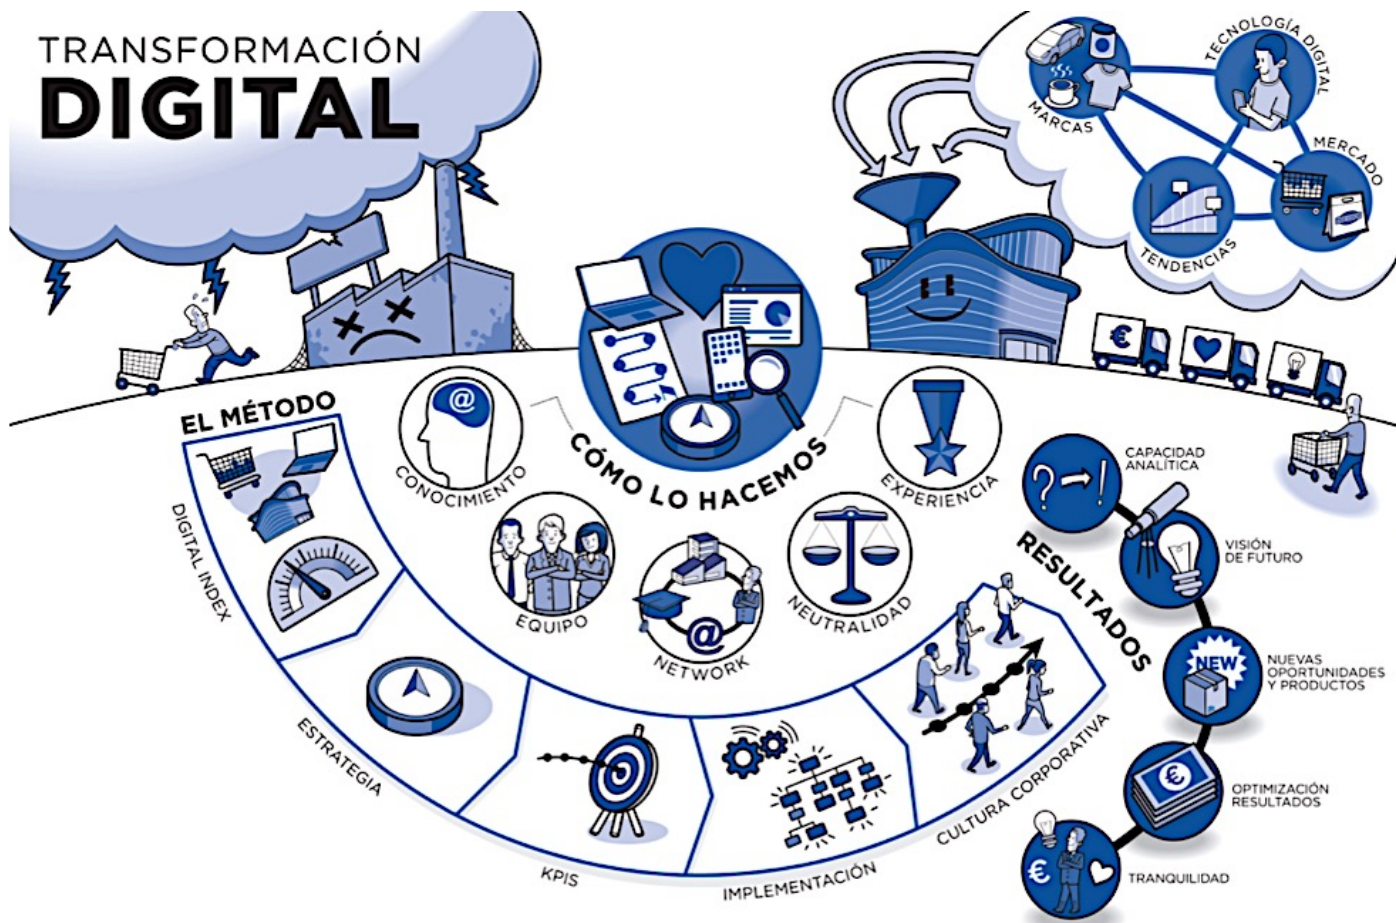 TRANSFORMACIÓN
DIGITAL
MARCAS
TECNOLOGÍA DIGITAL
MERCADO
TENDENCIAS
EL MÉTODO
DIGITAL INDEX
ESTRATEGIA
KPIS
IMPLEMENTACIÓN
CULTURA CORPORATIVA
CÓMO LO HACEMOS
@
CONOCIMIENTO
EQUIPO
@
NETWORK
NEUTRALIDAD
EXPERIENCIA
€
RESULTADOS
? → !
CAPACIDAD
ANALÍTICA
VISIÓN
DE FUTURO
NEW
NUEVAS
OPORTUNIDADES
Y PRODUCTOS
€
OPTIMIZACIÓN
RESULTADOS
€
TRANQUILIDAD